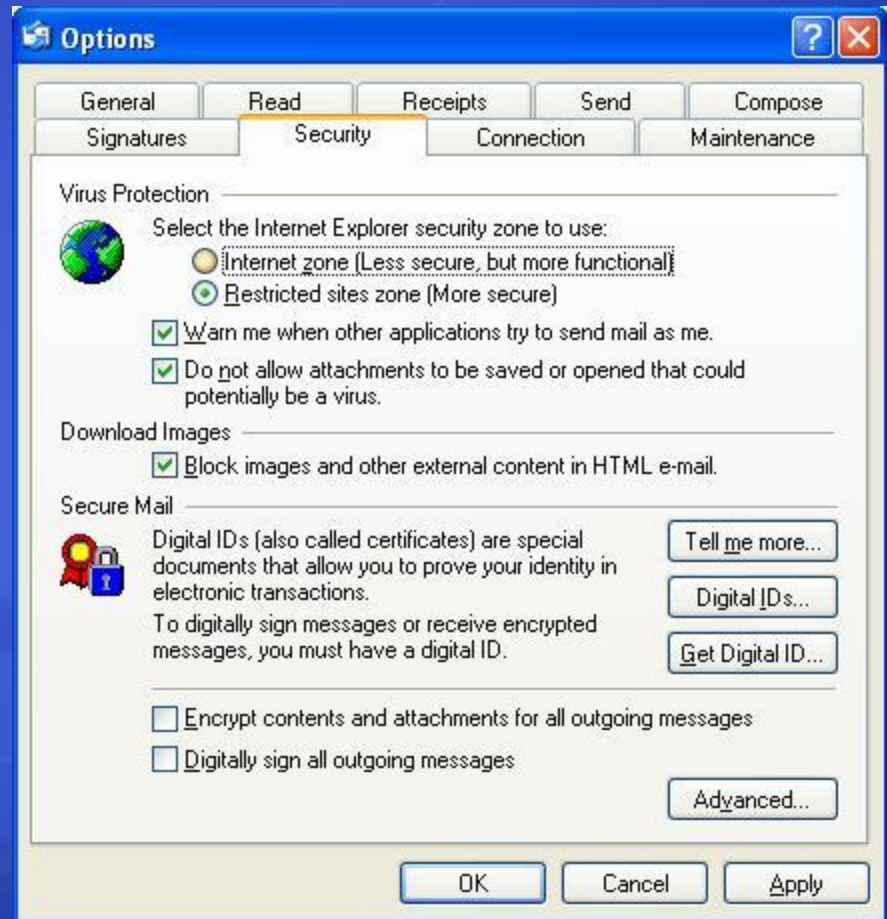 Options
General Read Receipts Send Compose
Signatures Security Connection Maintenance
Virus Protection
Select the Internet Explorer security zone to use:
Internet zone (Less secure, but more functional)
Restricted sites zone (More secure)
Warn me when other applications try to send mail as me.
Do not allow attachments to be saved or opened that could
potentially be a virus.
Download Images
Block images and other external content in HTML e-mail.
Secure Mail
Digital IDs (also called certificates) are special
documents that allow you to prove your identity in
electronic transactions.
To digitally sign messages or receive encrypted
messages, you must have a digital ID.
Tell me more...
Digital IDs...
Get Digital ID...
Encrypt contents and attachments for all outgoing messages
Digitally sign all outgoing messages
Advanced...
OK Cancel Apply